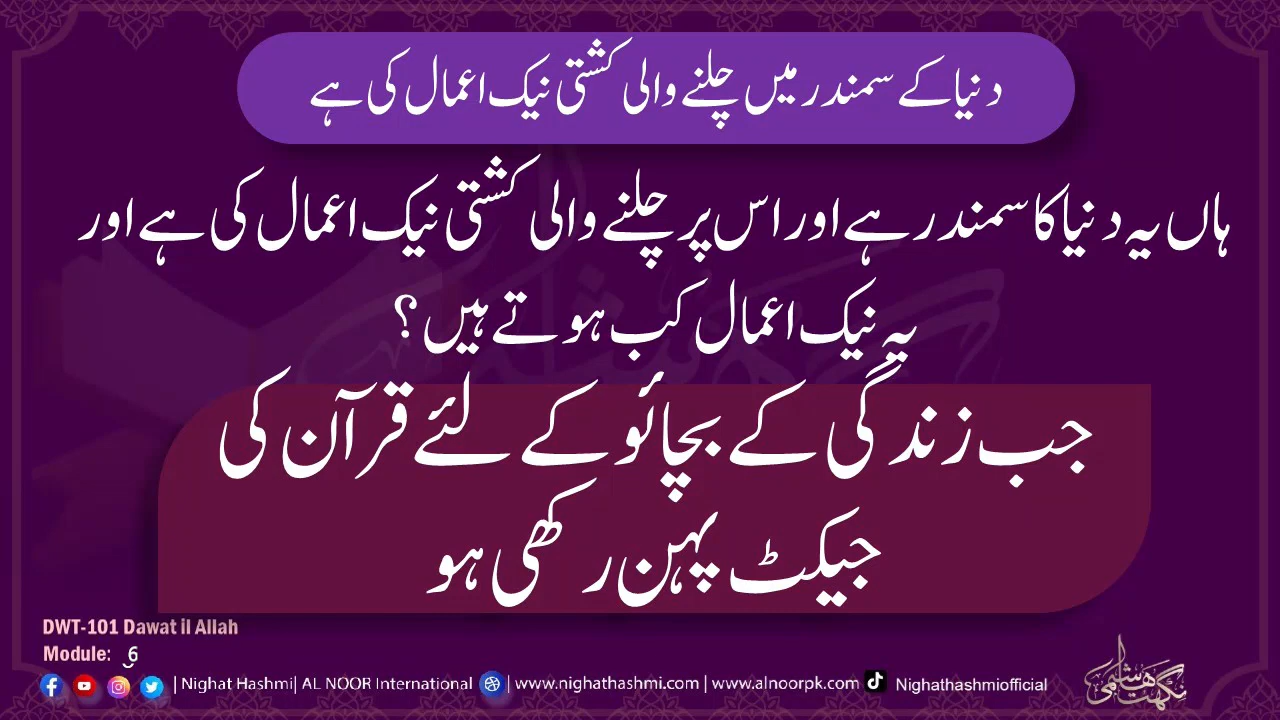 دنیا کے سمندر میں چلنے والی کشتی نیک اعمال کی ہے
ہاں یہ دنیا کا سمندر ہے اور اس پر چلنے والی کشتی نیک اعمال کی ہے اور
یہ نیک اعمال کب ہوتے ہیں؟
جب زندگی کے بچائو کے لئے قرآن کی
جیکٹ پہن رکھی ہو
DWT-101 Dawat il Allah
Module: 6
| Nighat Hashmi| AL NOOR International | www.nighathashmi.com | www.alnoorpk.com Nighathashmiofficial
نگہت ہاشمی